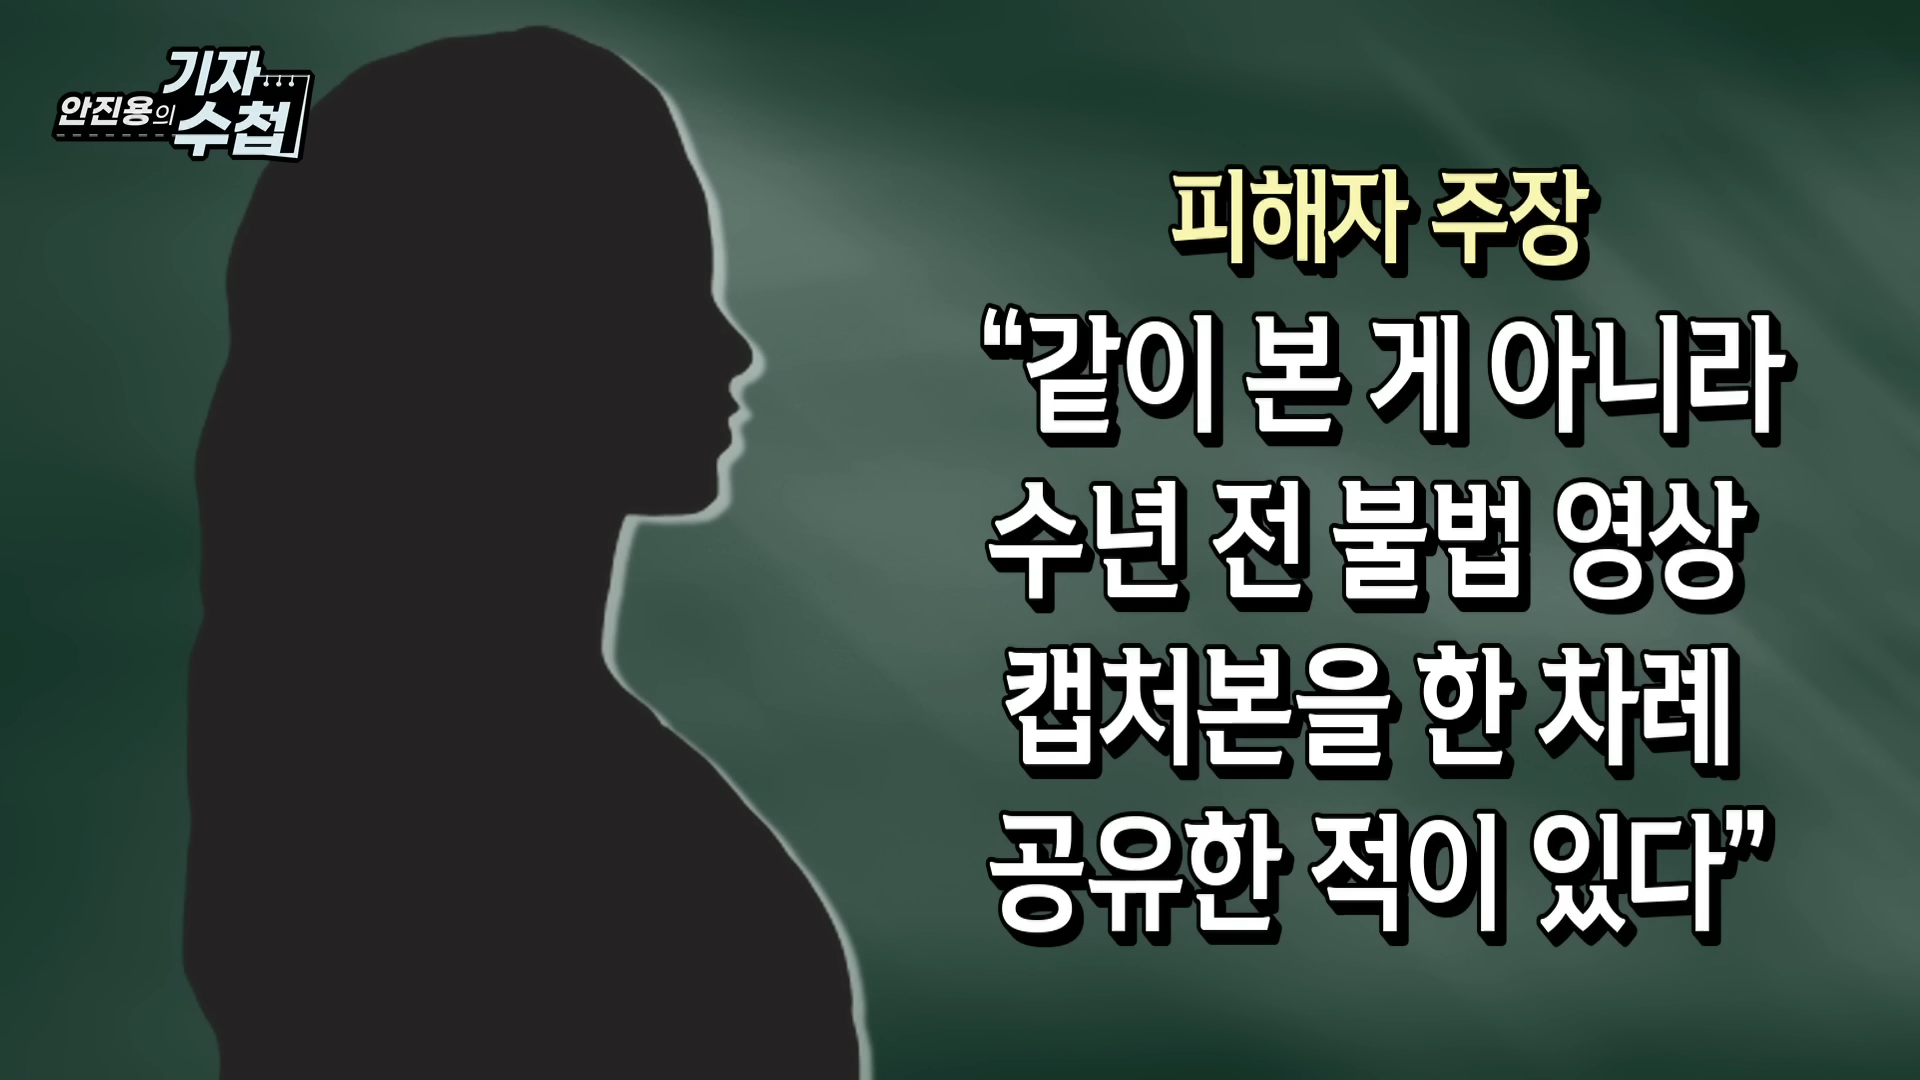 안진용의 기자수첩
피해자 주장
“같이 본 게 아니라
수년 전 불법 영상
캡처본을 한 차례
공유한 적이 있다”